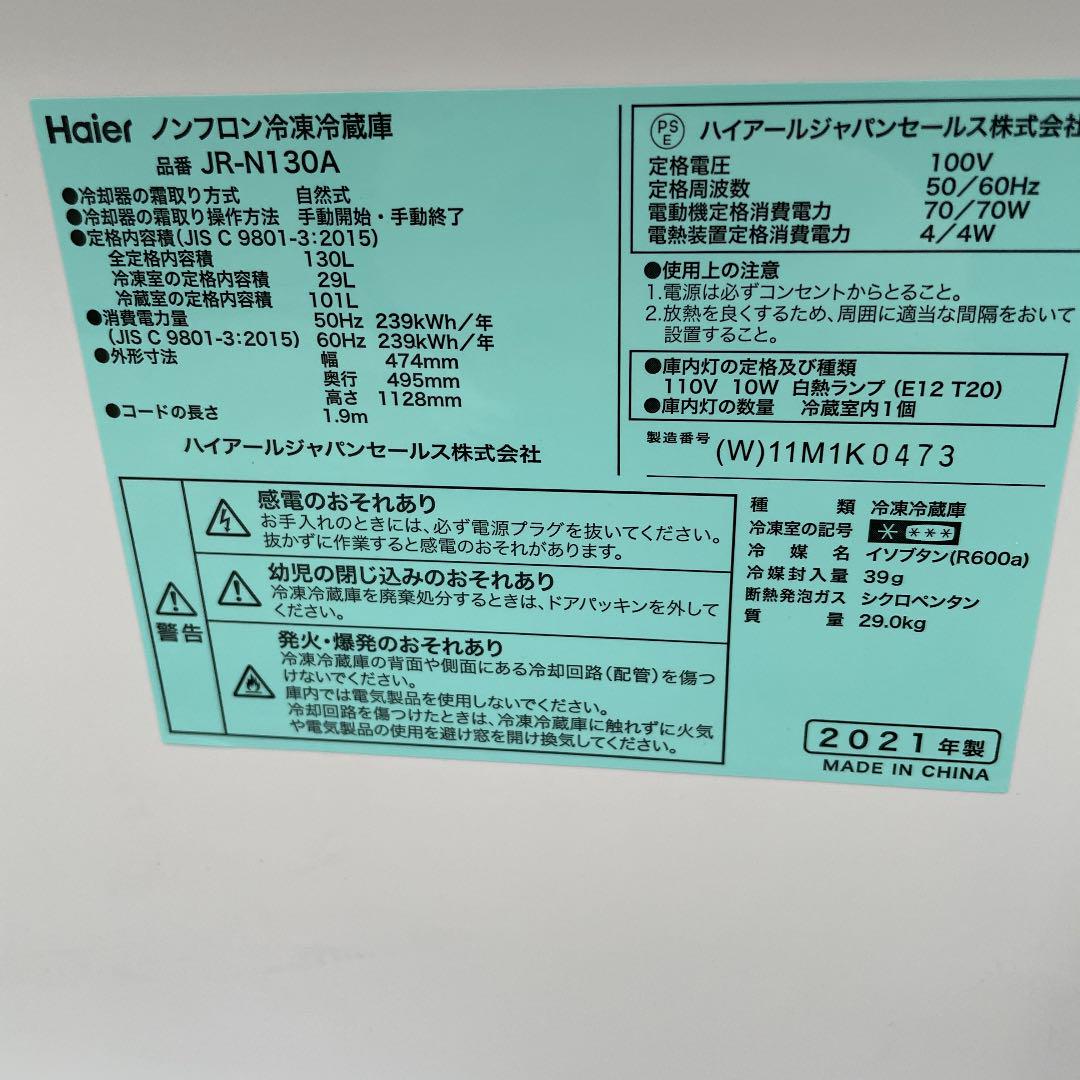 Haier ノンフロン冷凍冷蔵庫
品番 JR-N130A
●冷却器の霜取り方式 自然式
●冷却器の霜取り操作方法 手動開始・手動終了
●定格内容積(JIS C 9801-3:2015)
全定格内容積 130L
冷凍室の定格内容積 29L
冷蔵室の定格内容積 101L
●消費電力量 50Hz 239kWh/年
(JIS C 9801-3:2015) 60Hz 239kWh/年
●外形寸法 幅 474mm
奥行 495mm
高さ 1128mm
●コードの長さ 1.9m
ハイアールジャパンセールス株式会社
PS
E ハイアールジャパンセールス株式会社
定格電圧 100V
定格周波数 50/60Hz
電動機定格消費電力 70/70W
電熱装置定格消費電力 4/4W
●使用上の注意
1.電源は必ずコンセントからとること。
2.放熱を良くするため、周囲に適当な間隔をおいて
設置すること。
●庫内灯の定格及び種類
110V 10W 白熱ランプ (E12 T20)
●庫内灯の数量 冷蔵室内1個
製造番号 (W)11M1K0473
警告
感電のおそれあり
お手入れのときには、必ず電源プラグを抜いてください。
抜かずに作業すると感電のおそれがあります。
幼児の閉じ込みのおそれあり
冷凍冷蔵庫を廃棄処分するときは、ドアパッキンを外して
ください。
発火・爆発のおそれあり
冷凍冷蔵庫の背面や側面にある冷却回路(配管)を傷つ
けないでください。
庫内では電気製品を使用しないでください。
冷却回路を傷つけたときは、冷凍冷蔵庫に触れずに火気
や電気製品の使用を避け窓を開け換気してください。
種類 冷凍冷蔵庫
冷凍室の記号 * ***
冷媒名 イソブタン(R600a)
冷媒封入量 39g
断熱発泡ガス シクロペンタン
質量 29.0kg
2021年製
MADE IN CHINA